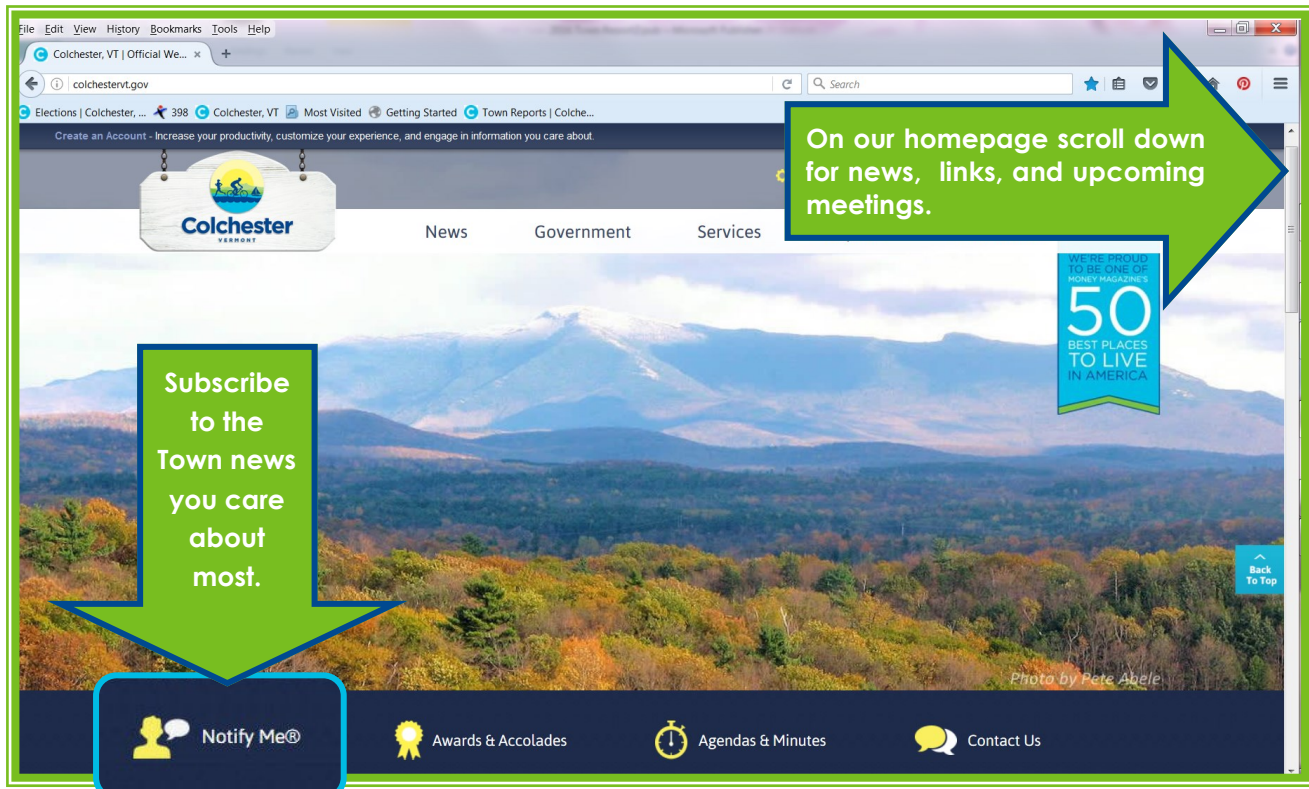 File Edit View History Bookmarks Tools Help
Colchester, VT | Official We... × +
colchestervt.gov
Search
Elections | Colchester, ... 398 Colchester, VT Most Visited Getting Started Town Reports | Colche...
Create an Account - Increase your productivity, customize your experience, and engage in information you care about.
On our homepage scroll down
for news, links, and upcoming
meetings.
Colchester
VERMONT
News Government Services
WE'RE PROUD
TO BE ONE OF
MONEY MAGAZINE'S
50
BEST PLACES
TO LIVE
IN AMERICA
Subscribe
to the
Town news
you care
about
most.
Back
To Top
Photo by Pete Abele
Notify Me® Awards & Accolades Agendas & Minutes Contact Us